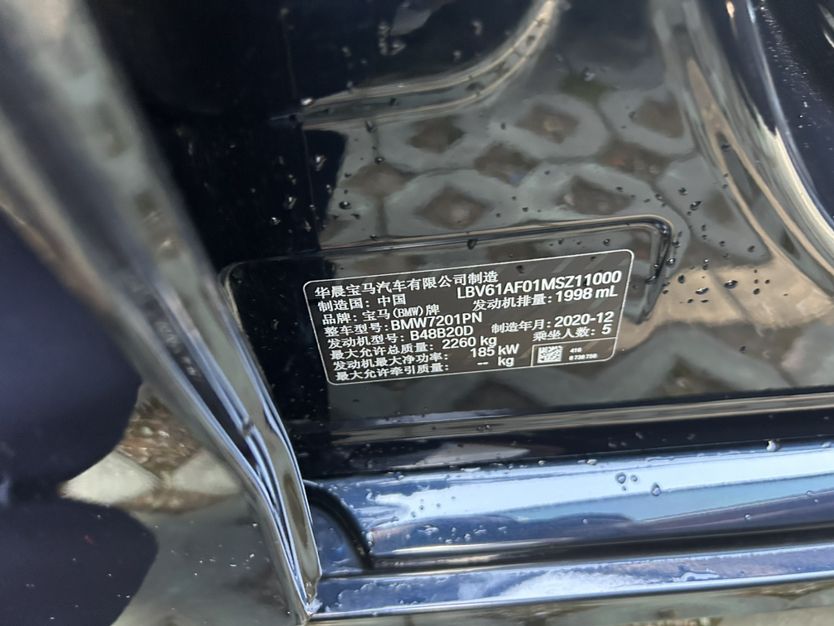 华晨宝马汽车有限公司制造
制造国:中国 LBV61AF01MSZ11000
品牌:宝马(BMW)牌 发动机排量:1998 mL
整车型号:BMW7201PN
发动机型号:B48B20D 制造年月:2020-12
最大允许总质量: 2260 kg 乘坐人数:5
发动机最大净功率: 185 kW
最大允许牵引质量: -- kg
416